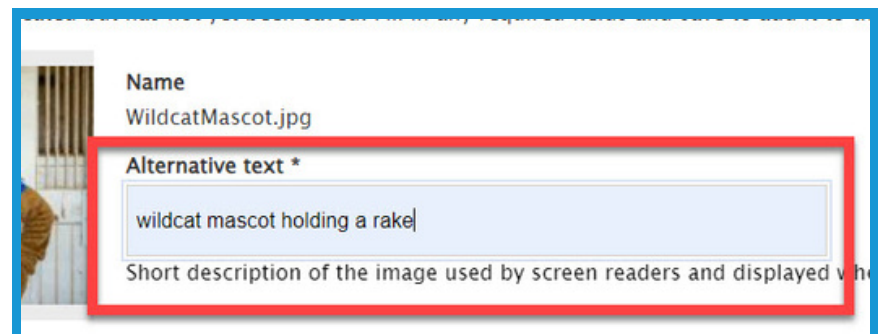 Name
WildcatMascot.jpg
Alternative text *
wildcat mascot holding a rake
Short description of the image used by screen readers and displayed